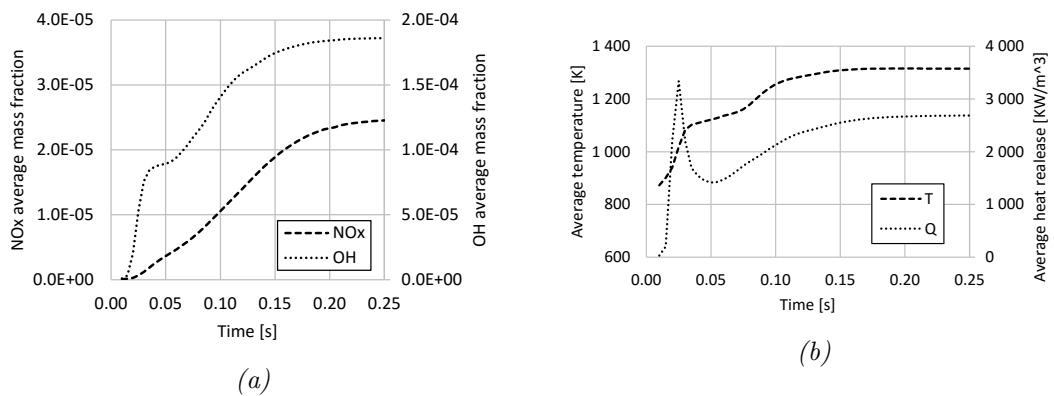 4.0E-05
3.0E-05
2.0E-05
1.0E-05
0.0E+00
NOx average mass fraction
2.0E-04
1.5E-04
1.0E-04
5.0E-05
0.0E+00
OH average mass fraction
NOx
OH
0.00 0.05 0.10 0.15 0.20 0.25
Time [s]
(a)
1 400
1 200
1 000
800
600
Average temperature [K]
4 000
3 000
2 000
1 000
0
Average heat realease [KW/m^3]
T
Q
0.00 0.05 0.10 0.15 0.20 0.25
Time [s]
(b)